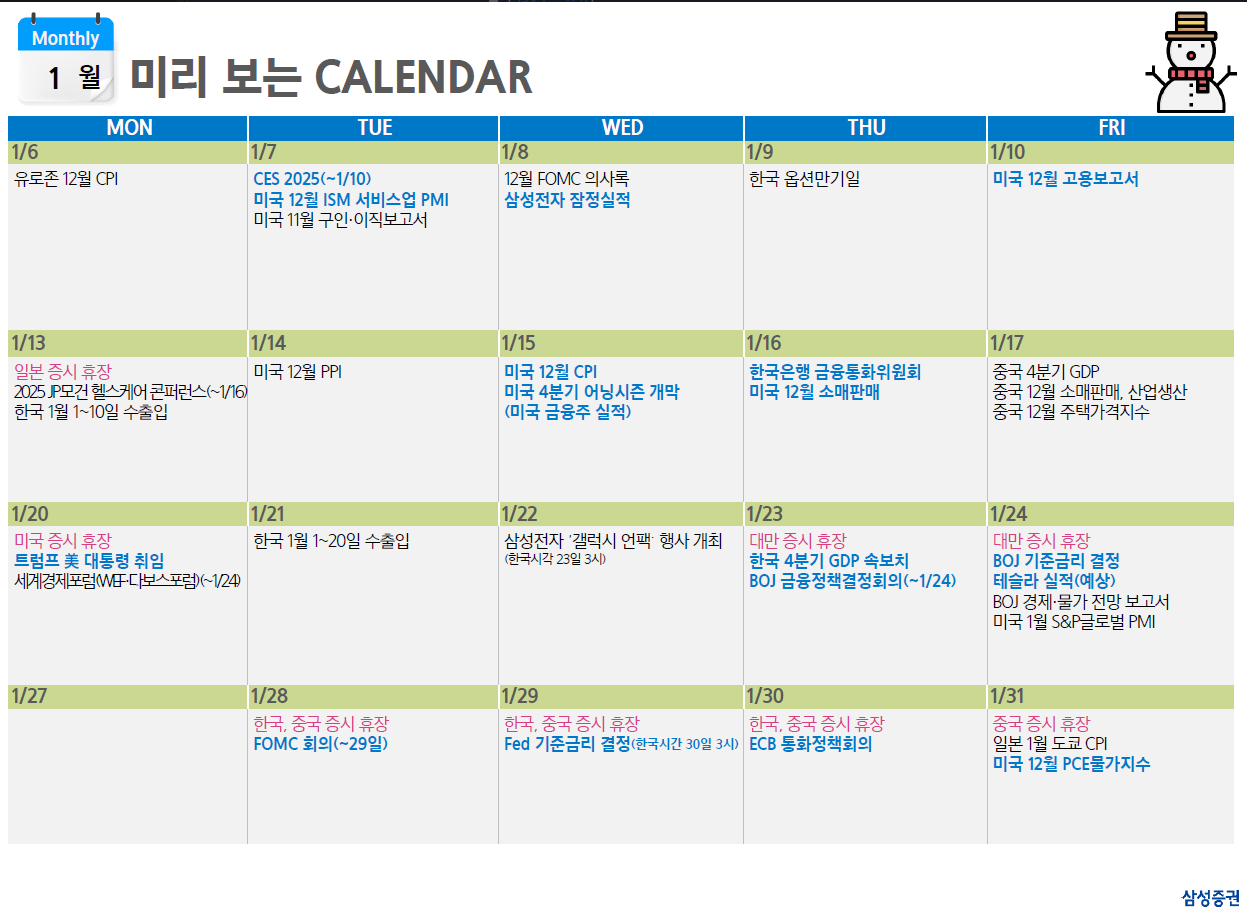 Monthly
1 월
미리 보는 CALENDAR
MON TUE WED THU FRI
1/6
유로존 12월 CPI
1/7
CES 2025(~1/10)
미국 12월 ISM 서비스업 PMI
미국 11월 구인·이직보고서
1/8
12월 FOMC 의사록
삼성전자 잠정실적
1/9
한국 옵션만기일
1/10
미국 12월 고용보고서
1/13
일본 증시 휴장
2025 JP모건 헬스케어 콘퍼런스(~1/16)
한국 1월 1~10일 수출입
1/14
미국 12월 PPI
1/15
미국 12월 CPI
미국 4분기 어닝시즌 개막
(미국 금융주 실적)
1/16
한국은행 금융통화위원회
미국 12월 소매판매
1/17
중국 4분기 GDP
중국 12월 소매판매, 산업생산
중국 12월 주택가격지수
1/20
미국 증시 휴장
트럼프 美 대통령 취임
세계경제포럼(WEF·다보스포럼)(~1/24)
1/21
한국 1월 1~20일 수출입
1/22
삼성전자 '갤럭시 언팩' 행사 개최
(한국시각 23일 3시)
1/23
대만 증시 휴장
한국 4분기 GDP 속보치
BOJ 금융정책결정회의(~1/24)
1/24
대만 증시 휴장
BOJ 기준금리 결정
테슬라 실적(예상)
BOJ 경제·물가 전망 보고서
미국 1월 S&P글로벌 PMI
1/27
1/28
한국, 중국 증시 휴장
FOMC 회의(~29일)
1/29
한국, 중국 증시 휴장
Fed 기준금리 결정(한국시간 30일 3시)
1/30
한국, 중국 증시 휴장
ECB 통화정책회의
1/31
중국 증시 휴장
일본 1월 도쿄 CPI
미국 12월 PCE물가지수
삼성증권